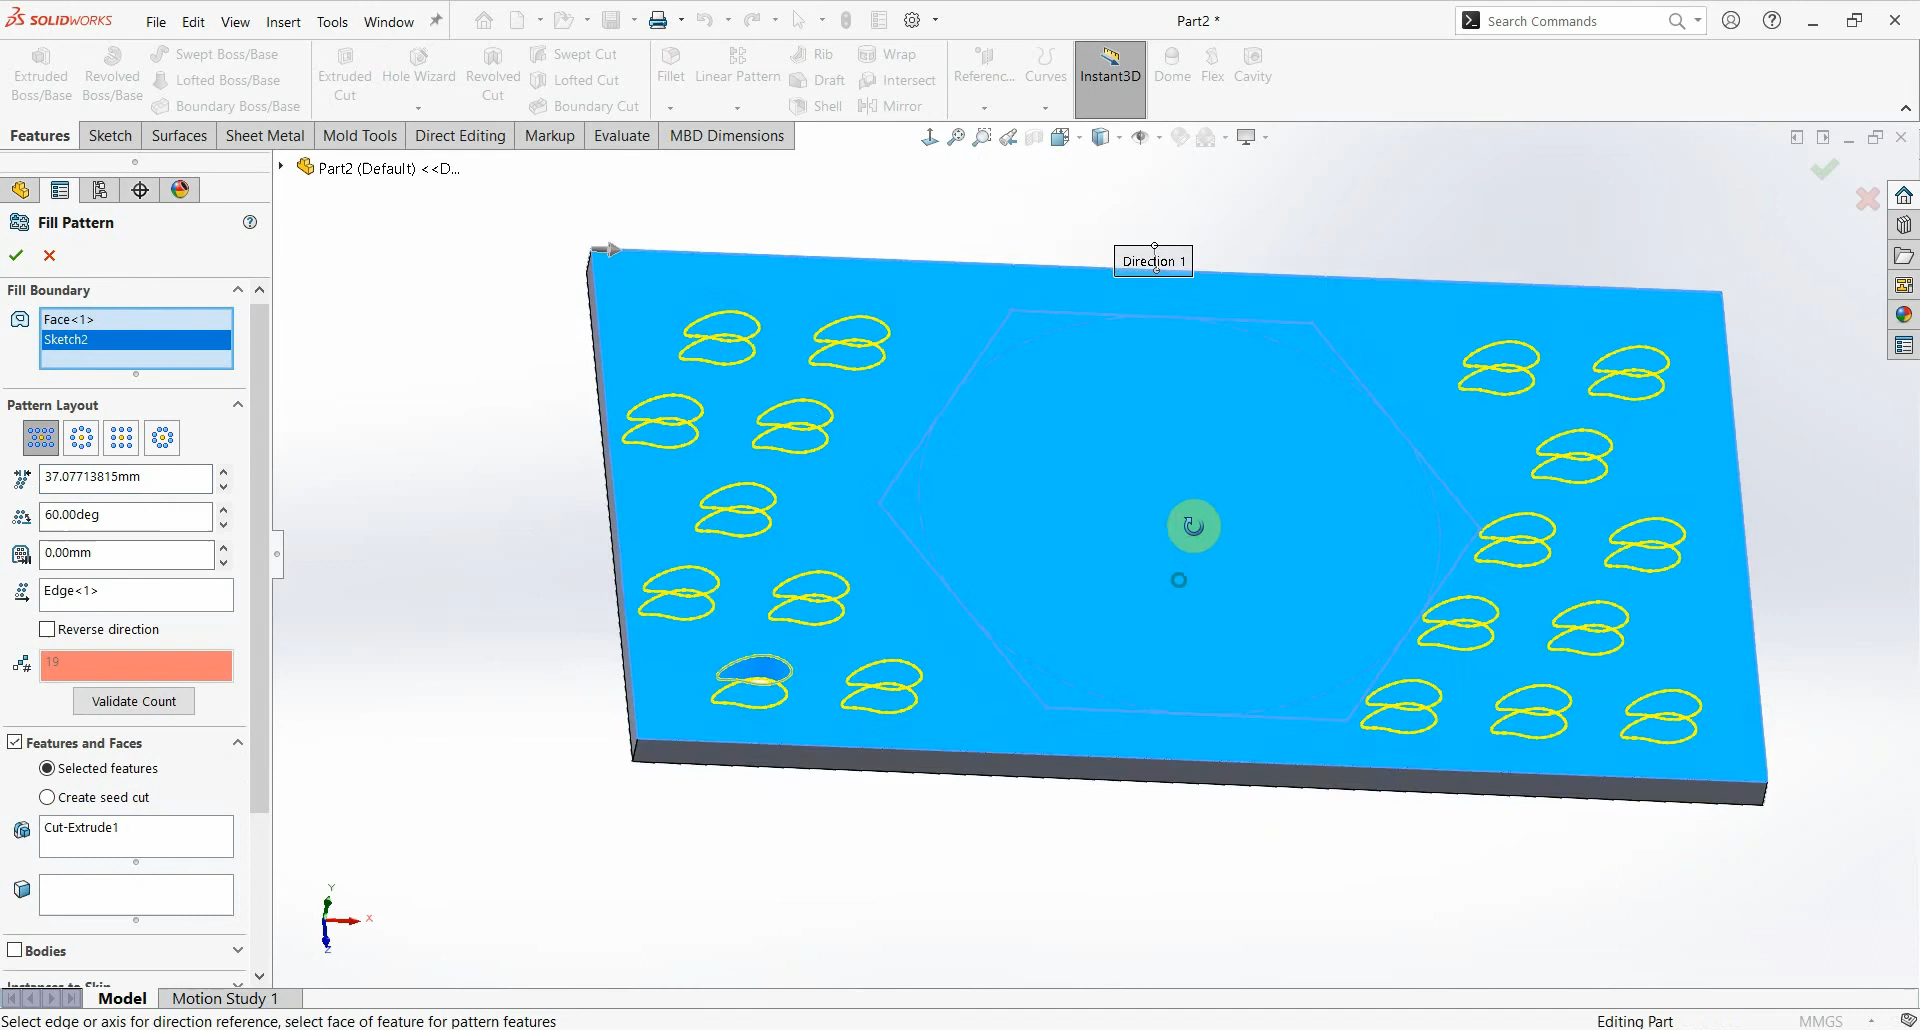 SOLIDWORKS
File Edit View Insert Tools Window
Part2 *
Search Commands
Extruded Boss/Base
Revolved Boss/Base
Swept Boss/Base
Lofted Boss/Base
Boundary Boss/Base
Extruded Cut
Hole Wizard
Revolved Cut
Swept Cut
Lofted Cut
Boundary Cut
Fillet
Linear Pattern
Rib
Draft
Shell
Wrap
Intersect
Mirror
Referenc...
Curves
Instant3D
Dome
Flex
Cavity
Features Sketch Surfaces Sheet Metal Mold Tools Direct Editing Markup Evaluate MBD Dimensions
Part2 (Default) <<D...
Fill Pattern
Fill Boundary
Face<1>
Sketch2
Pattern Layout
37.07713815mm
60.00deg
0.00mm
Edge<1>
Reverse direction
19
Validate Count
Features and Faces
Selected features
Create seed cut
Cut-Extrude1
Bodies
Instances to Skip
Direction 1
Y
X
Z
Model Motion Study 1
Select edge or axis for direction reference, select face of feature for pattern features
Editing Part
MMGS